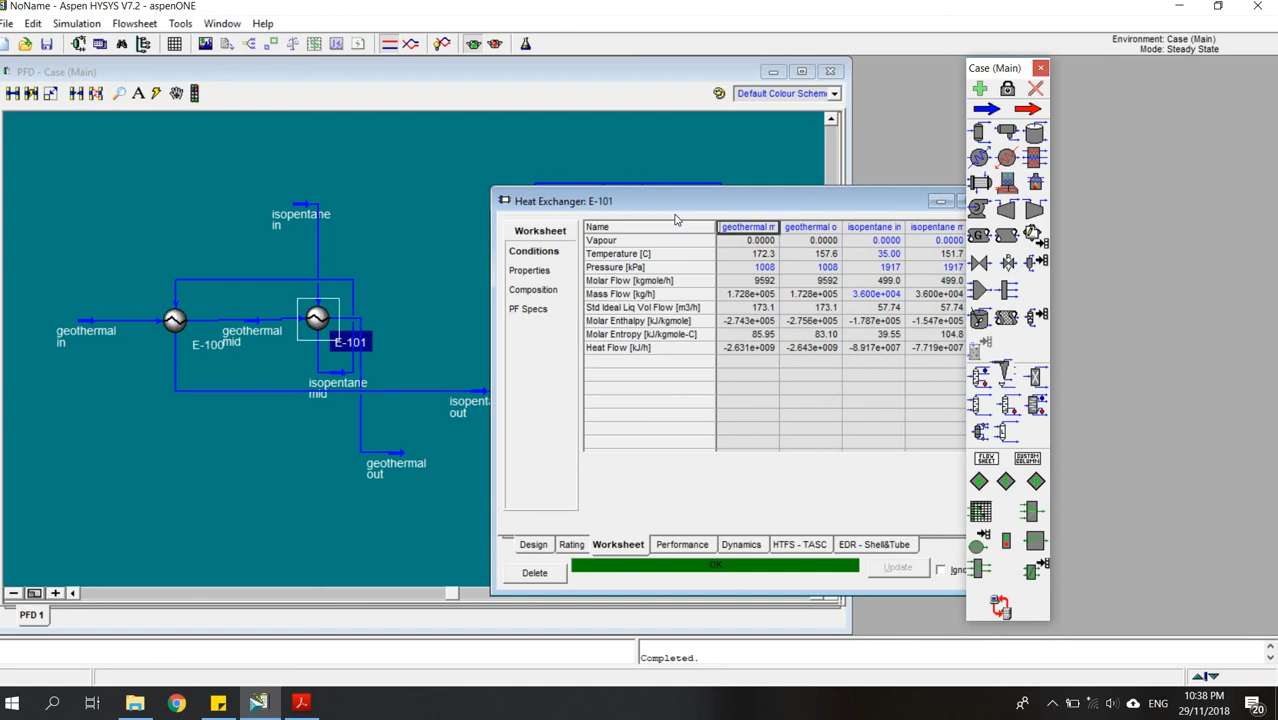 NoName - Aspen HYSYS V7.2 - aspenONE
File Edit Simulation Flowsheet Tools Window Help
Environment: Case (Main)
Mode: Steady State
PFD - Case (Main)
Default Colour Schem
Case (Main)
isopentane
in
geothermal
in
E-100
geothermal
mid
E-101
isopentane
mid
isopent
out
geothermal
out
Heat Exchanger: E-101
Worksheet
Conditions
Properties
Composition
PF Specs
Name geothermal m geothermal o isopentane in isopentane m
Vapour 0.0000 0.0000 0.0000 0.0000
Temperature [C] 172.3 157.6 35.00 151.7
Pressure [kPa] 1008 1008 1917 1917
Molar Flow [kgmole/h] 9592 9592 499.0 499.0
Mass Flow [kg/h] 1.728e+005 1.728e+005 3.600e+004 3.600e+004
Std Ideal Liq Vol Flow [m3/h] 173.1 173.1 57.74 57.74
Molar Enthalpy [kJ/kgmole] -2.743e+005 -2.756e+005 -1.787e+005 -1.547e+005
Molar Entropy [kJ/kgmole-C] 85.95 83.10 39.55 104.8
Heat Flow [kJ/h] -2.631e+009 -2.643e+009 -8.917e+007 -7.719e+007
Design Rating Worksheet Performance Dynamics HTFS - TASC EDR - Shell&Tube
Delete OK Update Igno
FLOW
SHEET
CUSTOM
COLUMN
PFD 1
Completed.
ENG
10:38 PM
29/11/2018
20